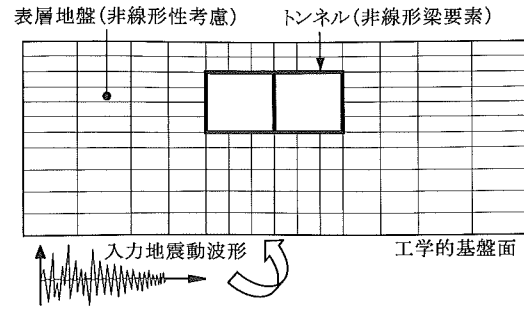 表層地盤(非線形性考慮)
トンネル(非線形梁要素)
入力地震動波形
工学的基盤面